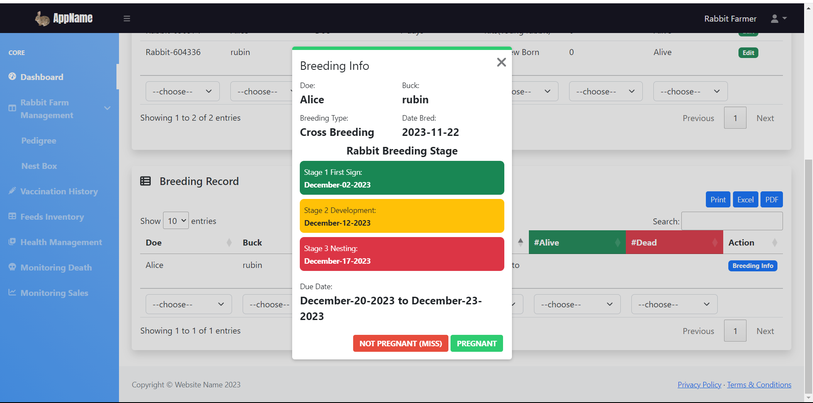 AppName
Rabbit Farmer
CORE
Dashboard
Rabbit Farm
Management
Pedigree
Nest Box
Vaccination History
Feeds Inventory
Health Management
Monitoring Death
Monitoring Sales
Rabbit-604336 rubin New Born 0 Alive Edit
--choose-- --choose-- --choose-- --choose--
Showing 1 to 2 of 2 entries Previous 1 Next
Breeding Record
Print Excel PDF
Show 10 entries Search:
Doe Buck #Alive #Dead Action
Alice rubin to Breeding Info
--choose-- --choose-- --choose-- --choose--
Showing 1 to 1 of 1 entries Previous 1 Next
Breeding Info
Doe: Buck:
Alice rubin
Breeding Type: Date Bred:
Cross Breeding 2023-11-22
Rabbit Breeding Stage
Stage 1 First Sign:
December-02-2023
Stage 2 Development:
December-12-2023
Stage 3 Nesting:
December-17-2023
Due Date:
December-20-2023 to December-23-
2023
NOT PREGNANT (MISS) PREGNANT
Copyright © Website Name 2023 Privacy Policy · Terms & Conditions